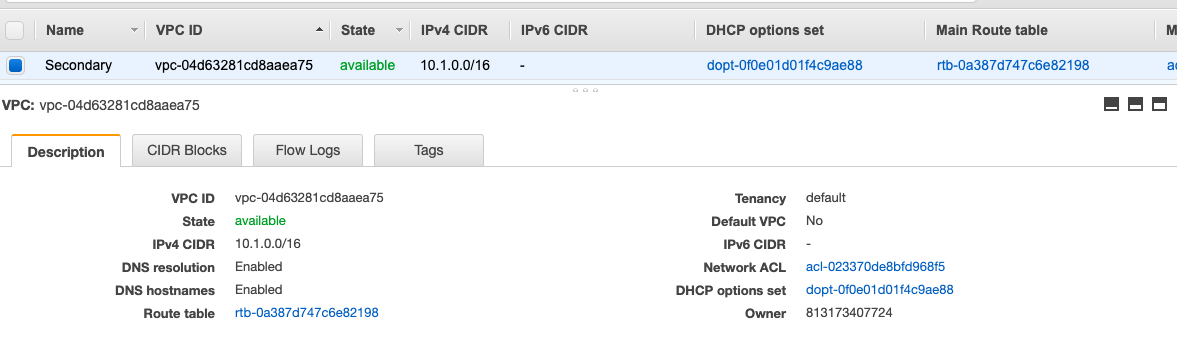 Name VPC ID State IPv4 CIDR IPv6 CIDR DHCP options set Main Route table M
Secondary vpc-04d63281cd8aaea75 available 10.1.0.0/16 - dopt-0f0e01d01f4c9ae88 rtb-0a387d747c6e82198 ac
VPC: vpc-04d63281cd8aaea75
Description CIDR Blocks Flow Logs Tags
VPC ID vpc-04d63281cd8aaea75 Tenancy default
State available Default VPC No
IPv4 CIDR 10.1.0.0/16 IPv6 CIDR -
DNS resolution Enabled Network ACL acl-023370de8bfd968f5
DNS hostnames Enabled DHCP options set dopt-0f0e01d01f4c9ae88
Route table rtb-0a387d747c6e82198 Owner 813173407724